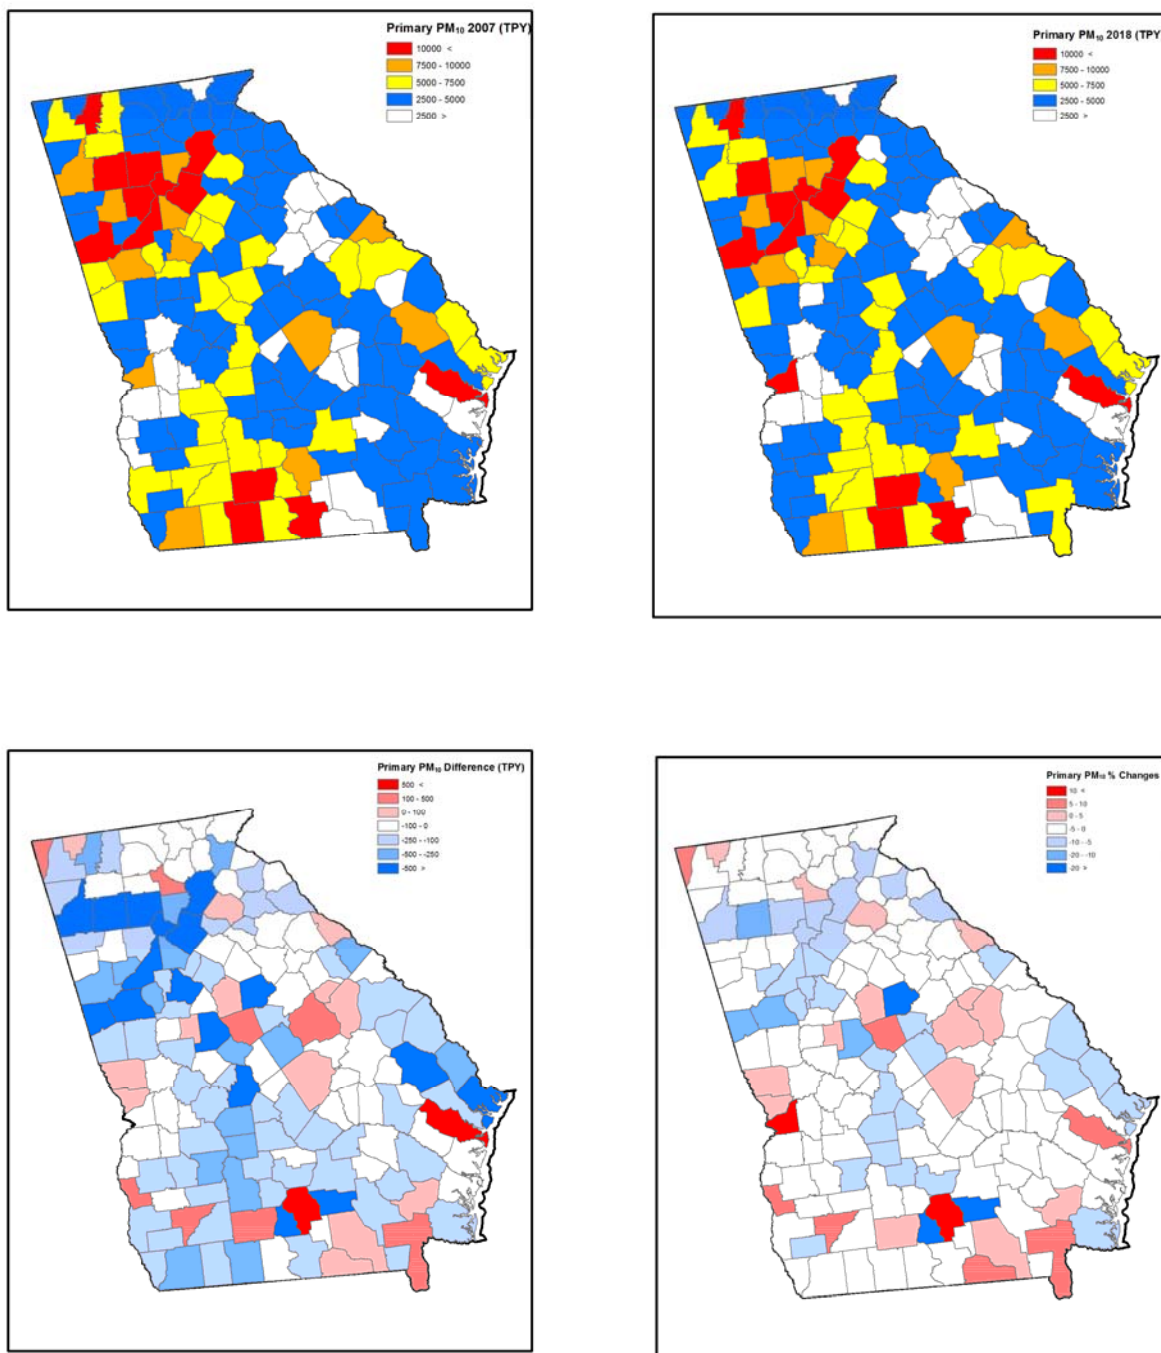 Primary PM₁₀ 2007 (TPY)
10000 <
7500 - 10000
5000 - 7500
2500 - 5000
2500 >
Primary PM₁₀ 2018 (TPY
10000 <
7500 - 10000
5000 - 7500
2500 - 5000
2500 >
Primary PM₁₀ Difference (TPY)
500 <
100 - 500
0 - 100
-100 - 0
-250 - -100
-500 - -250
-500 >
Primary PM₁₀ % Changes
10 <
5 - 10
0 - 5
-5 - 0
-10 - -5
-20 - -10
-20 >